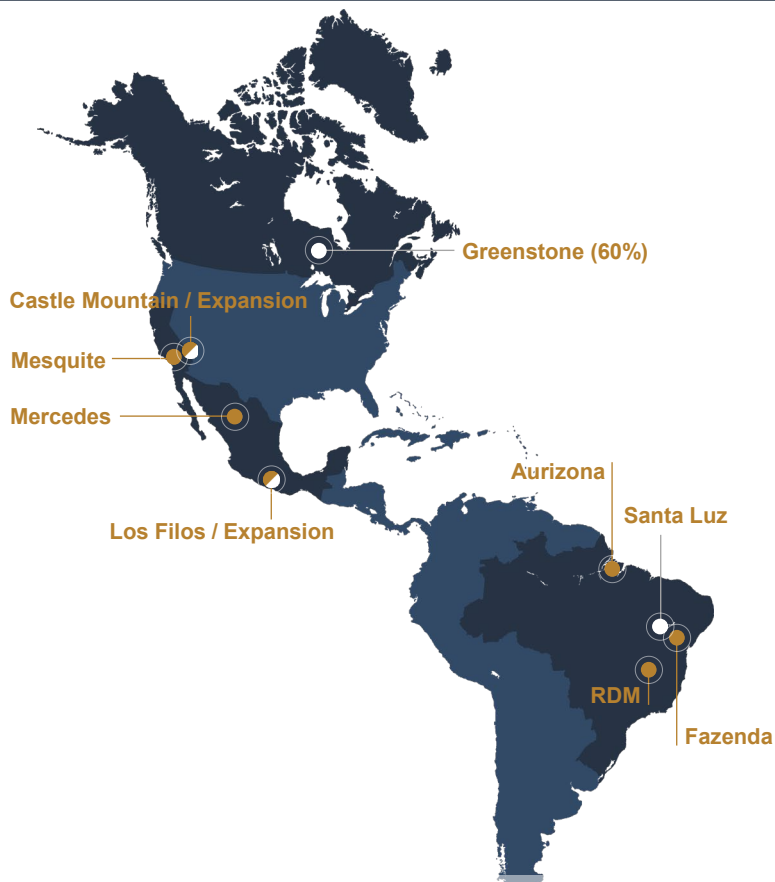 Greenstone (60%)
Castle Mountain / Expansion
Mesquite
Mercedes
Los Filos / Expansion
Aurizona
Santa Luz
RDM
Fazenda